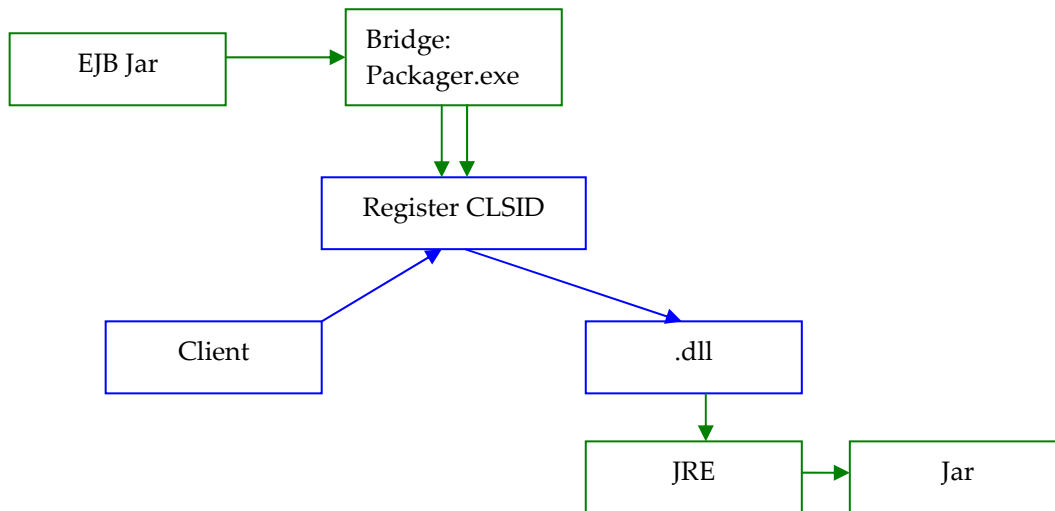 EJB Jar
Bridge:
Packager.exe
Register CLSID
Client
.dll
JRE
Jar